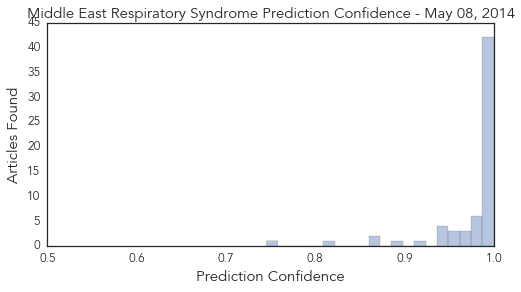 Middle East Respiratory Syndrome Prediction Confidence - May 08, 2014
45
40
35
30
25
20
15
10
5
0
Articles Found
0.5 0.6 0.7 0.8 0.9 1.0
Prediction Confidence